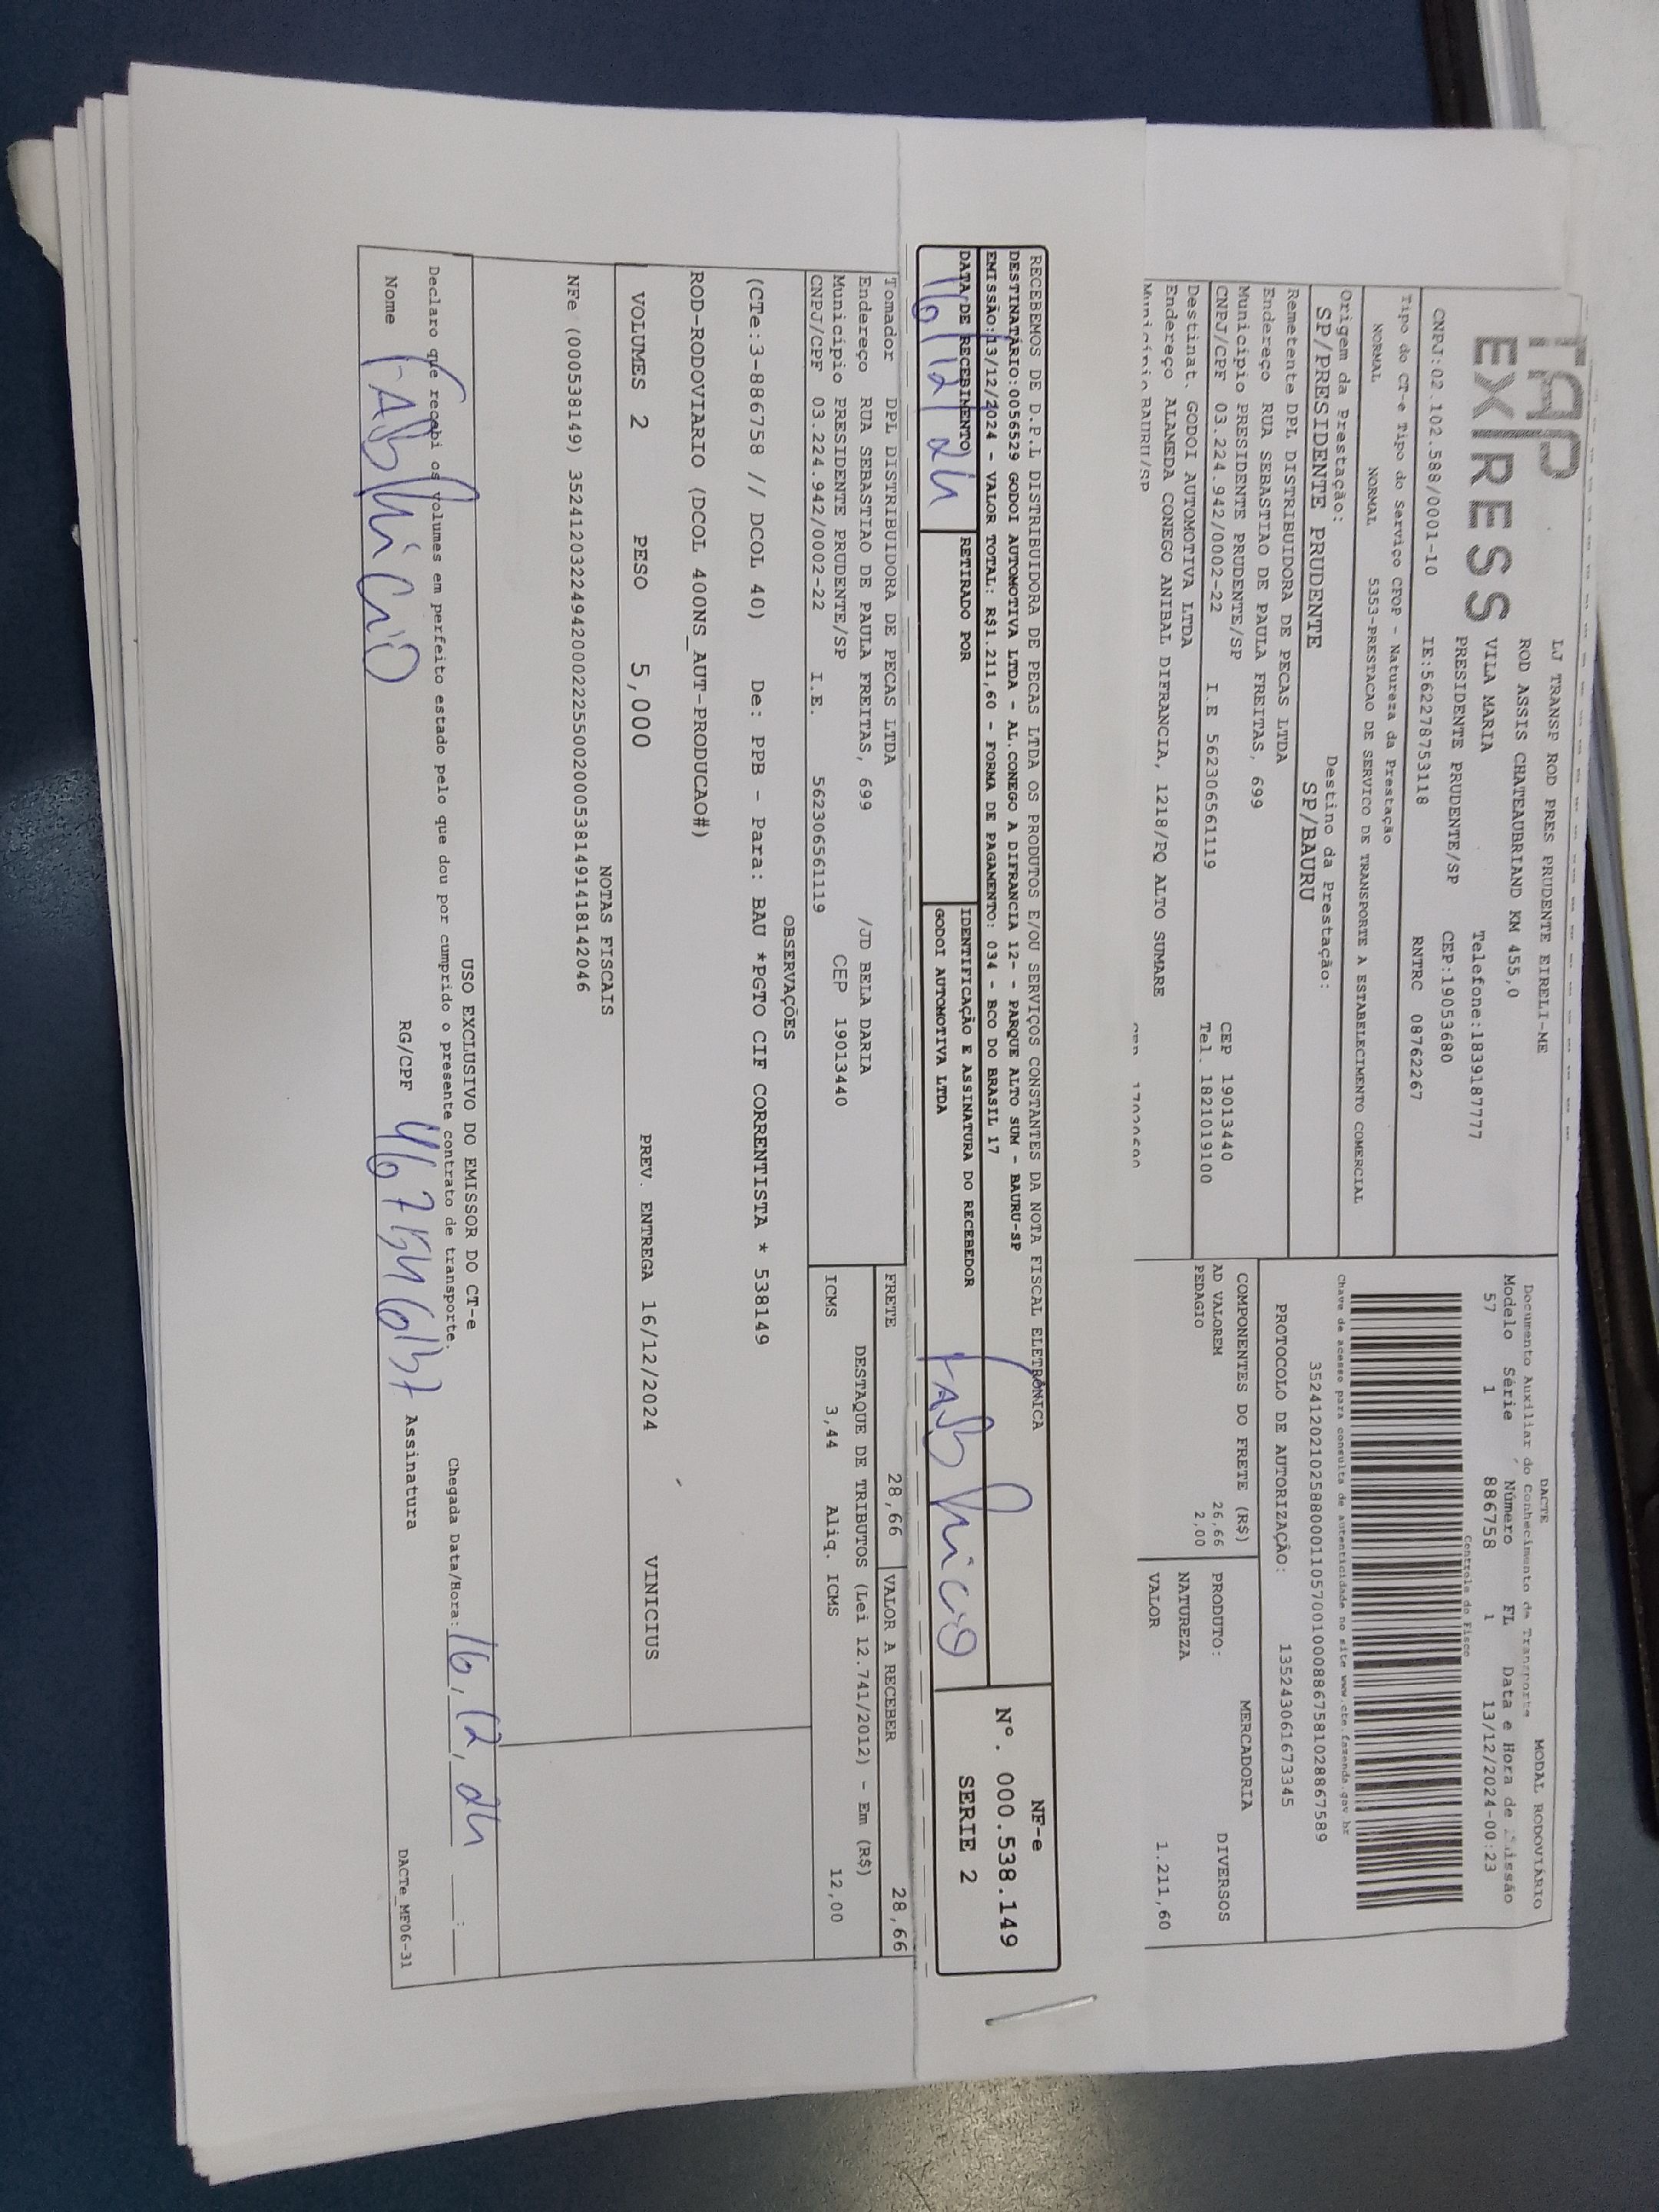 TAP
EXPRESS
LJ TRANSP ROD PRES PRUDENTE EIRELI-ME
ROD ASSIS CHATEAUBRIAND KM 455,0
VILA MARIA Telefone:1839187777
PRESIDENTE PRUDENTE/SP CEP:19053680
CNPJ:02.102.588/0001-10 IE:562278753118 RNTRC 08762267
DACTE MODAL RODOVIÁRIO
Documento Auxiliar do Conhecimento de Transporte
Modelo Série Número FL Data e Hora de Emissão
57 1 886758 1 13/12/2024-00:23
Controle do Fisco
Chave de acesso para consulta de autenticidade no site www.cte.fazenda.gov.br
35241202102588000110570010008867581028867589
PROTOCOLO DE AUTORIZAÇÃO: 135243061673345
Tipo do CT-e Tipo do Serviço CFOP - Natureza da Prestação
NORMAL NORMAL 5353-PRESTACAO DE SERVICO DE TRANSPORTE A ESTABELECIMENTO COMERCIAL
Origem da Prestação: Destino da Prestação:
SP/PRESIDENTE PRUDENTE SP/BAURU
Remetente DPL DISTRIBUIDORA DE PECAS LTDA
Endereço RUA SEBASTIAO DE PAULA FREITAS, 699
Município PRESIDENTE PRUDENTE/SP CEP 19013440
CNPJ/CPF 03.224.942/0002-22 I.E 562306561119 Tel. 1821019100
Destinat. GODOI AUTOMOTIVA LTDA
Endereço ALAMEDA CONEGO ANIBAL DIFRANCIA, 1218/PQ ALTO SUMARE
Município BAURU/SP
COMPONENTES DO FRETE (R$)
AD VALOREM 26,66
PEDAGIO 2,00
MERCADORIA
PRODUTO: DIVERSOS
NATUREZA
VALOR 1.211,60
RECEBEMOS DE D.P.L DISTRIBUIDORA DE PECAS LTDA OS PRODUTOS E/OU SERVIÇOS CONSTANTES DA NOTA FISCAL ELETRÔNICA
DESTINATÁRIO:0056529 GODOI AUTOMOTIVA LTDA - AL.CONEGO A DIFRANCIA 12- - PARQUE ALTO SUM - BAURU-SP
EMISSÃO:13/12/2024 - VALOR TOTAL: R$1.211,60 - FORMA DE PAGAMENTO: 034 - BCO DO BRASIL 17
DATA DE RECEBIMENTO RETIRADO POR IDENTIFICAÇÃO E ASSINATURA DO RECEBEDOR
GODOI AUTOMOTIVA LTDA
16/12/24 FABRICIO
NF-e
Nº. 000.538.149
SERIE 2
Tomador DPL DISTRIBUIDORA DE PECAS LTDA
Endereço RUA SEBASTIAO DE PAULA FREITAS, 699 /JD BELA DARIA
Município PRESIDENTE PRUDENTE/SP CEP 19013440
CNPJ/CPF 03.224.942/0002-22 I.E. 562306561119
FRETE 28,66 VALOR A RECEBER 28,66
DESTAQUE DE TRIBUTOS (Lei 12.741/2012) - Em (R$)
ICMS 3,44 Aliq. ICMS 12,00
OBSERVAÇÕES
(CTe:3-886758 // DCOL 40) De: PPB - Para: BAU *PGTO CIF CORRENTISTA * 538149
ROD-RODOVIARIO (DCOL 400NS_AUT-PRODUCAO#)
VOLUMES 2 PESO 5,000 PREV. ENTREGA 16/12/2024 VINICIUS
NOTAS FISCAIS
NFe (000538149) 35241203224942000222550020005381491418142046
USO EXCLUSIVO DO EMISSOR DO CT-e
Declaro que recebi os volumes em perfeito estado pelo que dou por cumprido o presente contrato de transporte. Chegada Data/Hora: 16, 12, 24 :
Nome FABRICIO RG/CPF Assinatura
DACTe_MF06-31